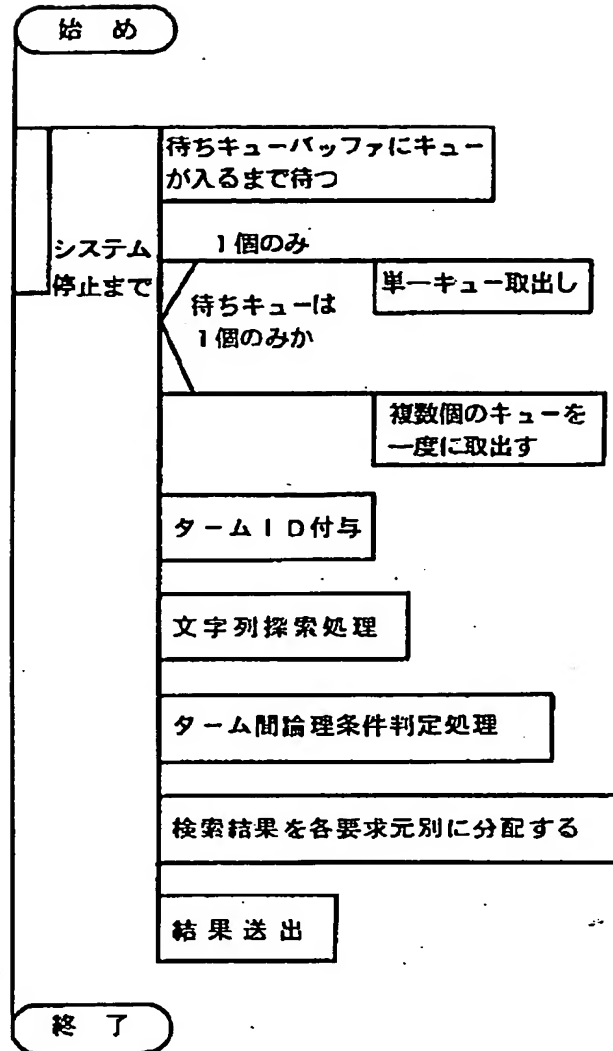 始め
待ちキューバッファにキュー
が入るまで待つ
システム
停止まで
1個のみ
待ちキューは
1個のみか
単一キュー取出し
複数個のキューを
一度に取出す
タームID付与
文字列探索処理
ターム間論理条件判定処理
検索結果を各要求元別に分配する
結果送出
終了